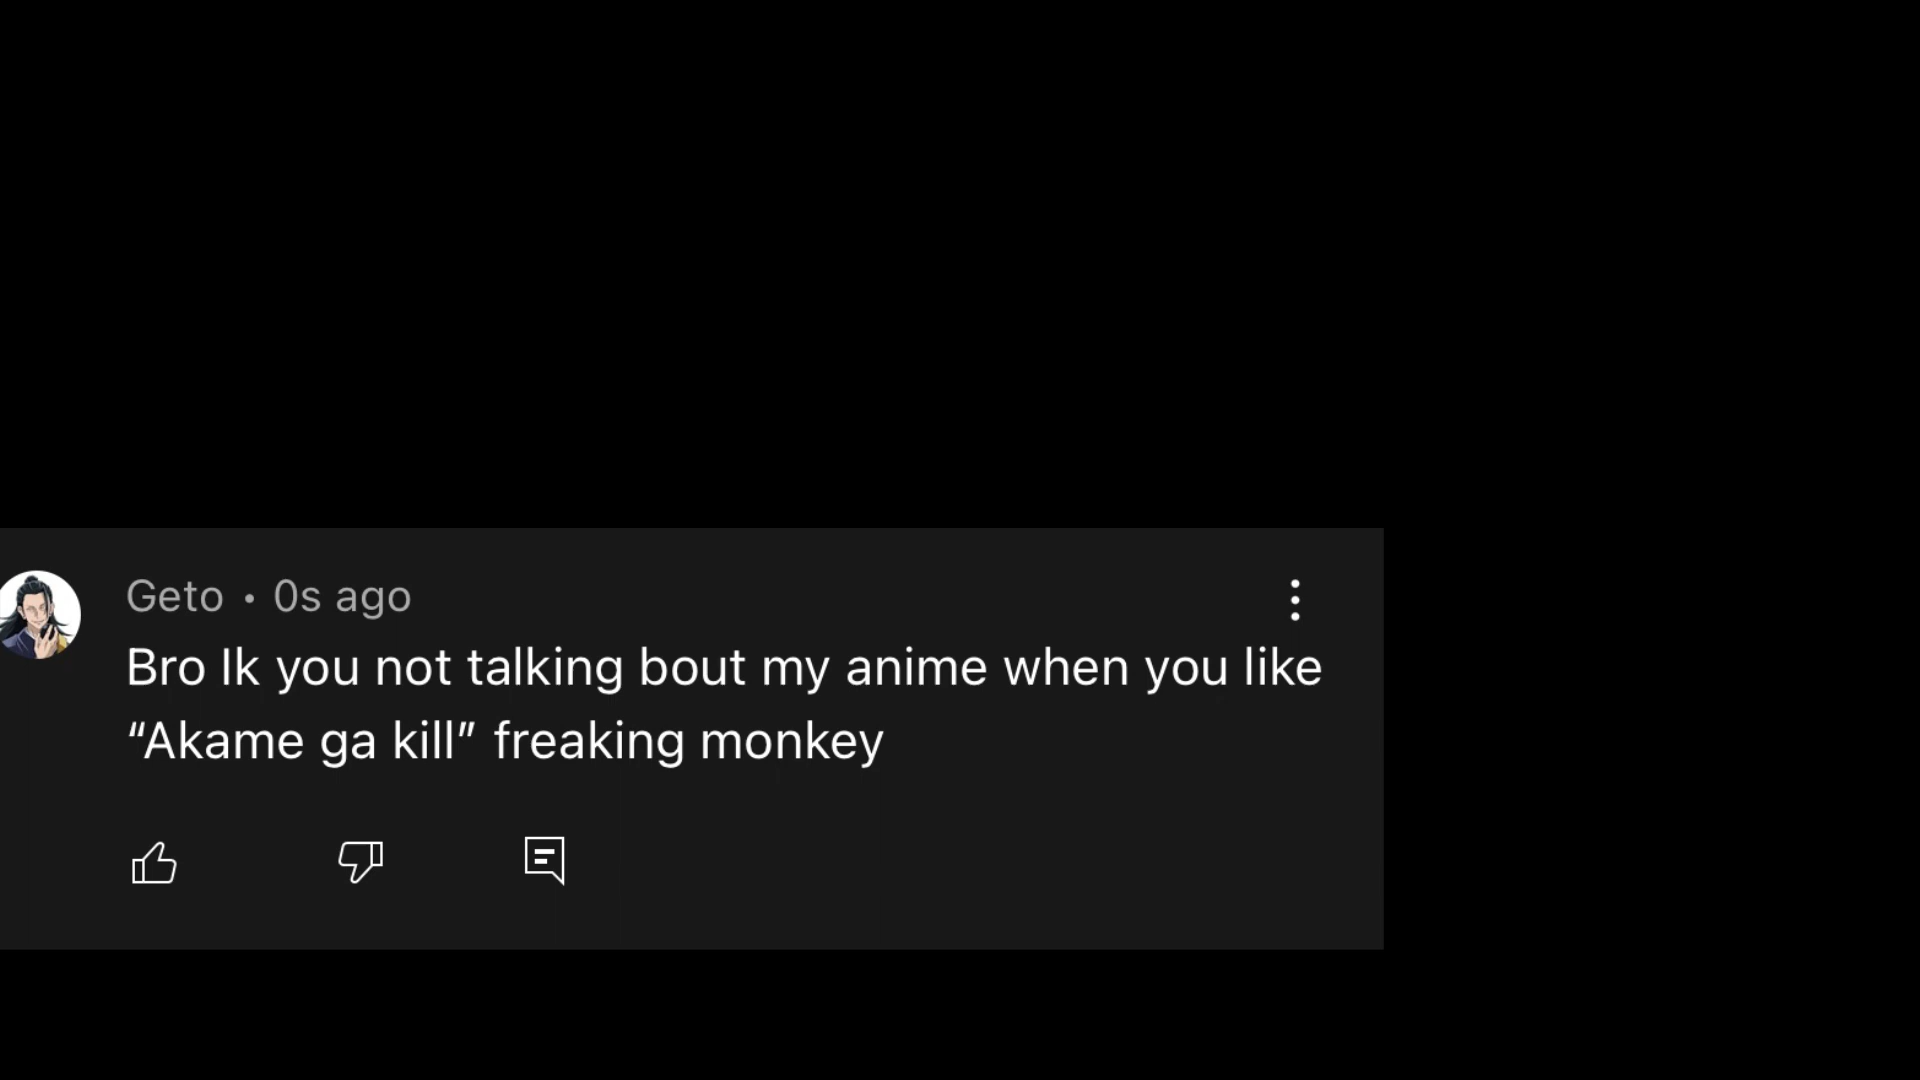 Geto • 0s ago
Bro Ik you not talking bout my anime when you like
“Akame ga kill” freaking monkey